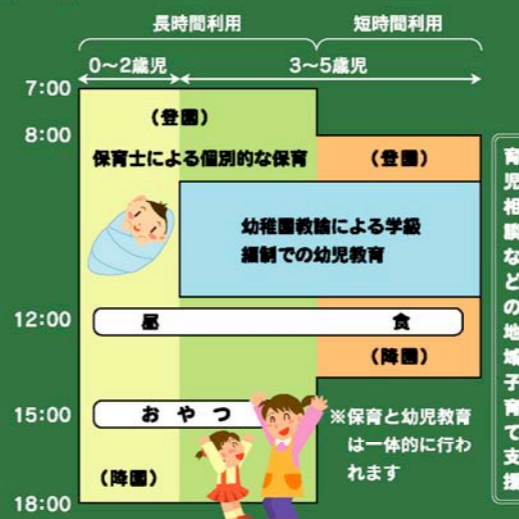 長時間利用
短時間利用
0〜2歳児
3〜5歳児
7:00
(登園)
8:00
保育士による個別的な保育
(登園)
幼稚園教諭による学級
編制での幼児教育
12:00
昼食
(降園)
15:00
おやつ
※保育と幼児教育
は一体的に行わ
れます
(降園)
18:00
育児相談などの地域子育て支援